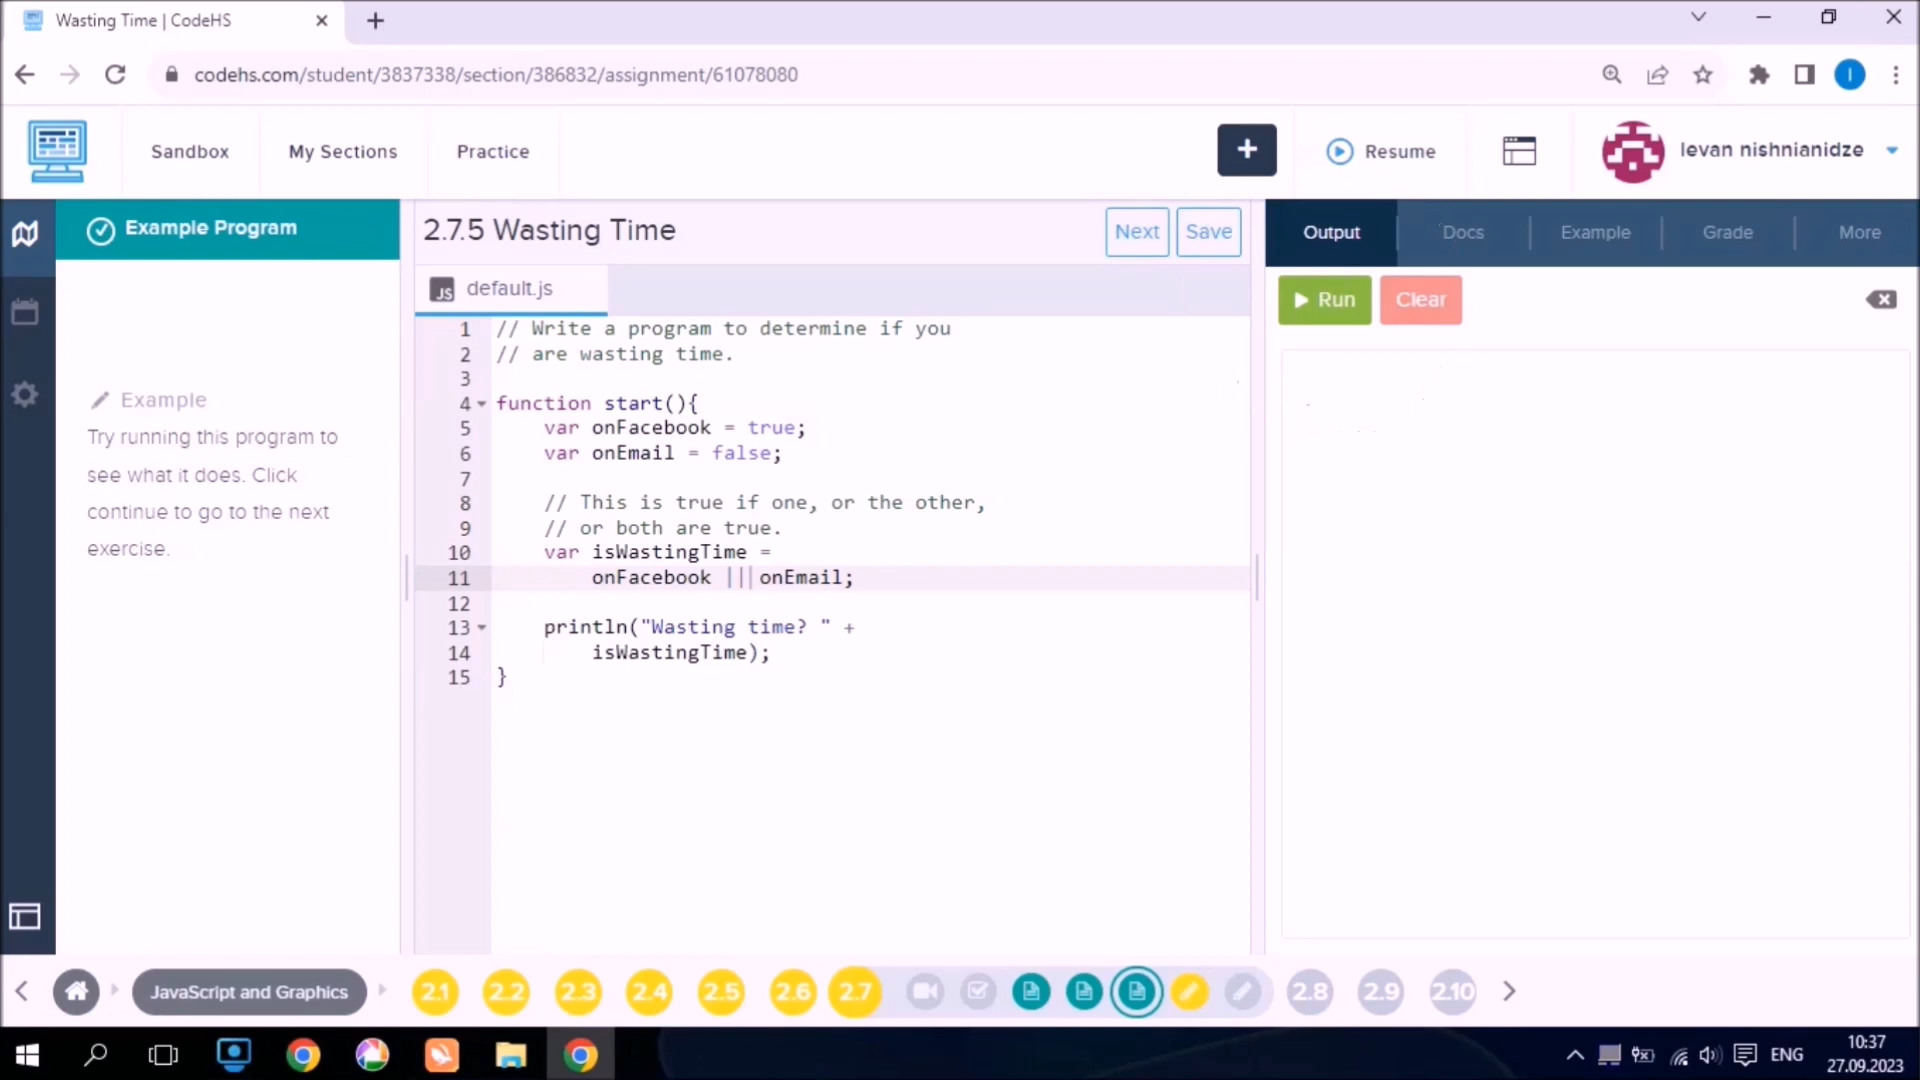 Wasting Time | CodeHS
codehs.com/student/3837338/section/386832/assignment/61078080
I
Sandbox
My Sections
Practice
+
Resume
levan nishnianidze
Example Program
Example
Try running this program to
see what it does. Click
continue to go to the next
exercise.
2.7.5 Wasting Time
Next
Save
JS default.js
1 // Write a program to determine if you
2 // are wasting time.
3
4 function start(){
5 var onFacebook = true;
6 var onEmail = false;
7
8 // This is true if one, or the other,
9 // or both are true.
10 var isWastingTime =
11 onFacebook || onEmail;
12
13 println("Wasting time? " +
14 isWastingTime);
15 }
Output
Docs
Example
Grade
More
Run
Clear
JavaScript and Graphics
2.1
2.2
2.3
2.4
2.5
2.6
2.7
2.8
2.9
2.10
ENG
10:37
27.09.2023